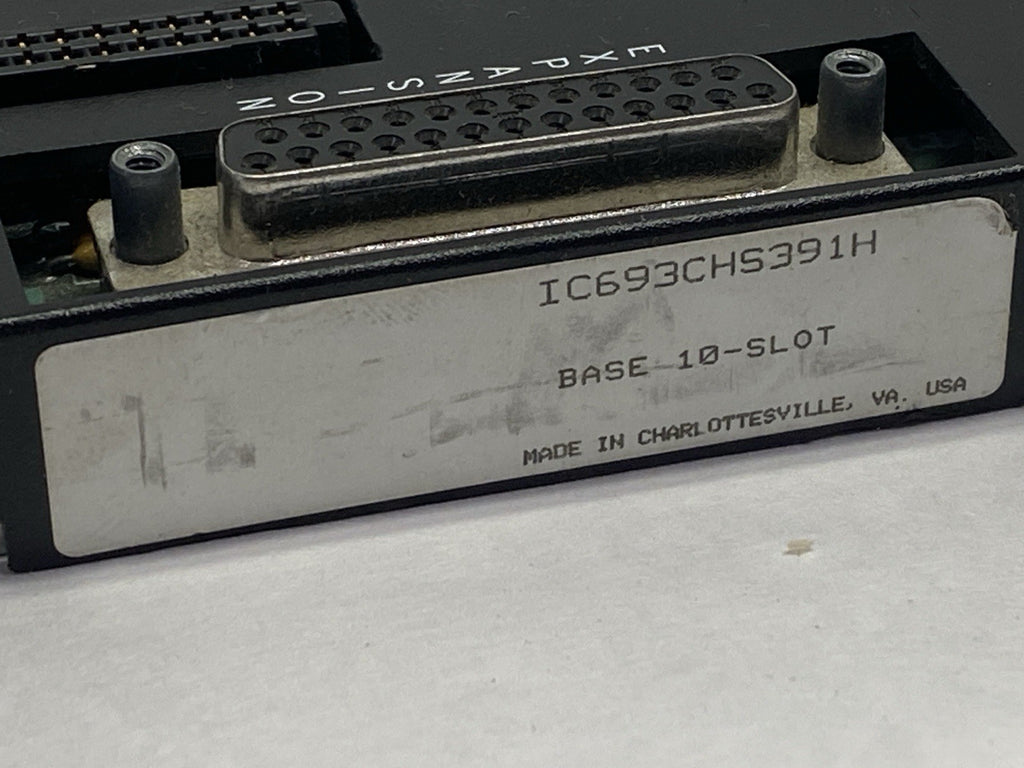 EXPANSION
IC693CHS391H
BASE 10-SLOT
MADE IN CHARLOTTESVILLE, VA. USA